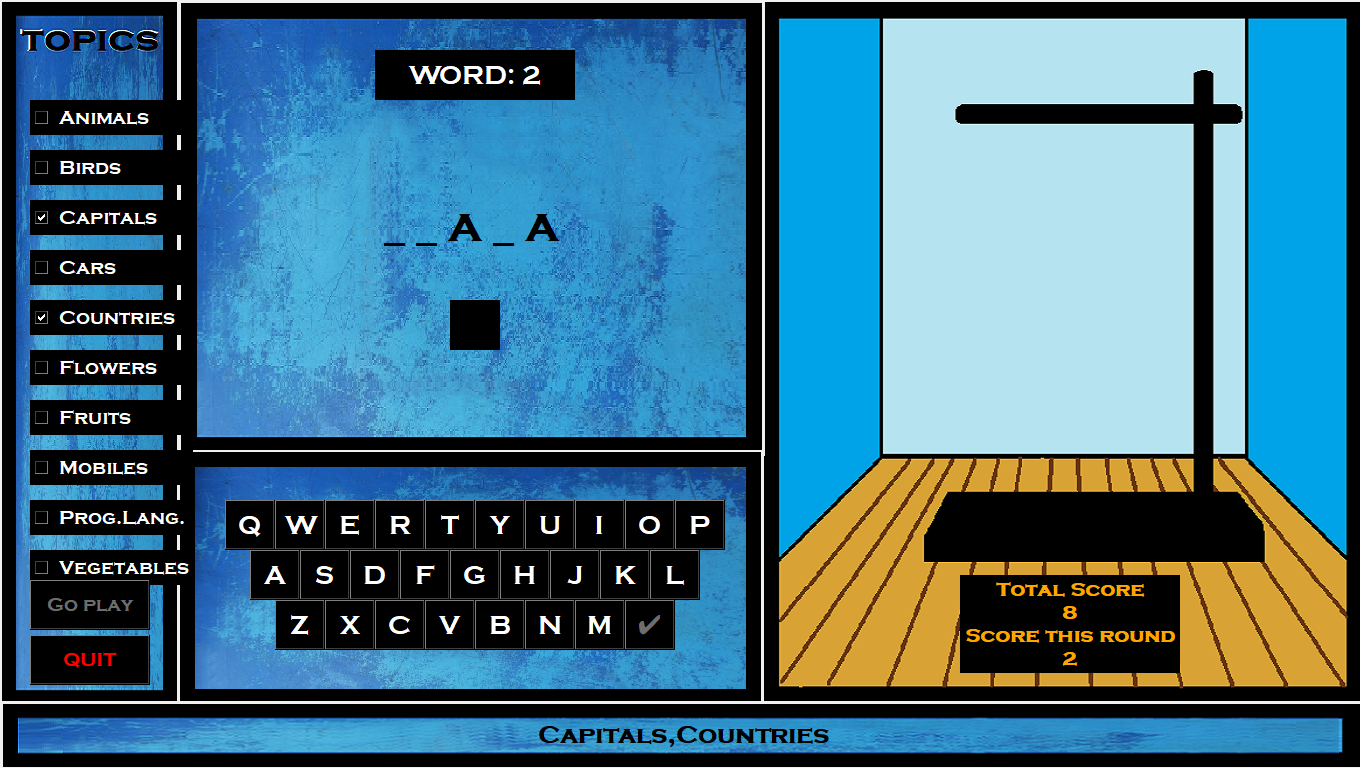 TOPICS
ANIMALS
BIRDS
CAPITALS
CARS
COUNTRIES
FLOWERS
FRUITS
MOBILES
PROG.LANG.
VEGETABLES
GO PLAY
QUIT
WORD: 2
_ _ A _ A
Q W E R T Y U I O P
A S D F G H J K L
Z X C V B N M ✓
TOTAL SCORE
8
SCORE THIS ROUND
2
CAPITALS,COUNTRIES